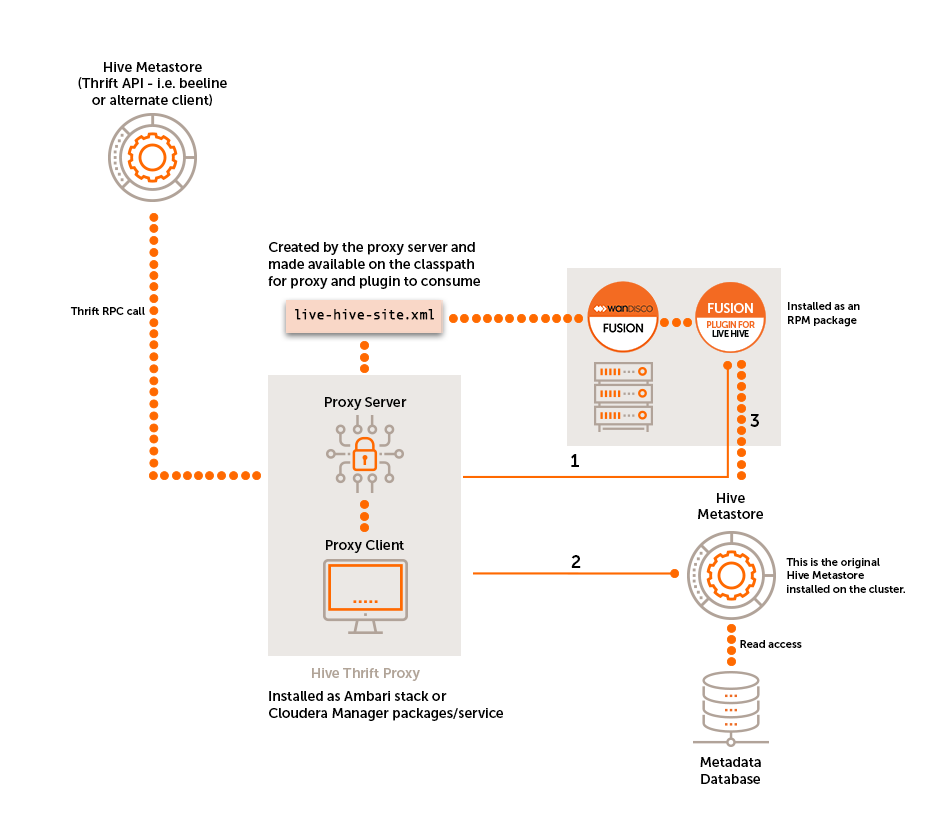 Hive Metastore
(Thrift API - i.e. beeline
or alternate client)
Thrift RPC call
Created by the proxy server and
made available on the classpath
for proxy and plugin to consume
live-hive-site.xml
WANDISCO
FUSION
FUSION
PLUGIN FOR
LIVE HIVE
Installed as an
RPM package
Proxy Server
3
1
Hive
Metastore
Proxy Client
2
This is the original
Hive Metastore
installed on the cluster.
Read access
Hive Thrift Proxy
Installed as Ambari stack or
Cloudera Manager packages/service
Metadata
Database